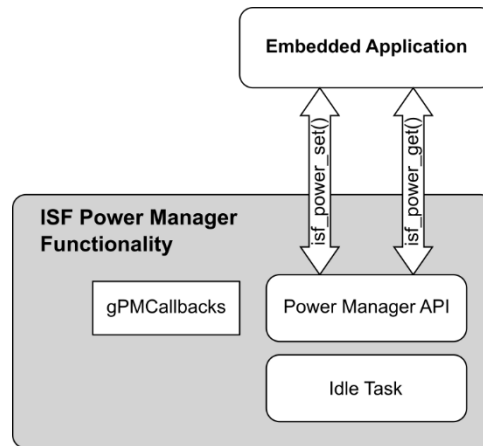 Embedded Application
isf_power_set()
isf_power_get()
ISF Power Manager
Functionality
gPMCallbacks
Power Manager API
Idle Task